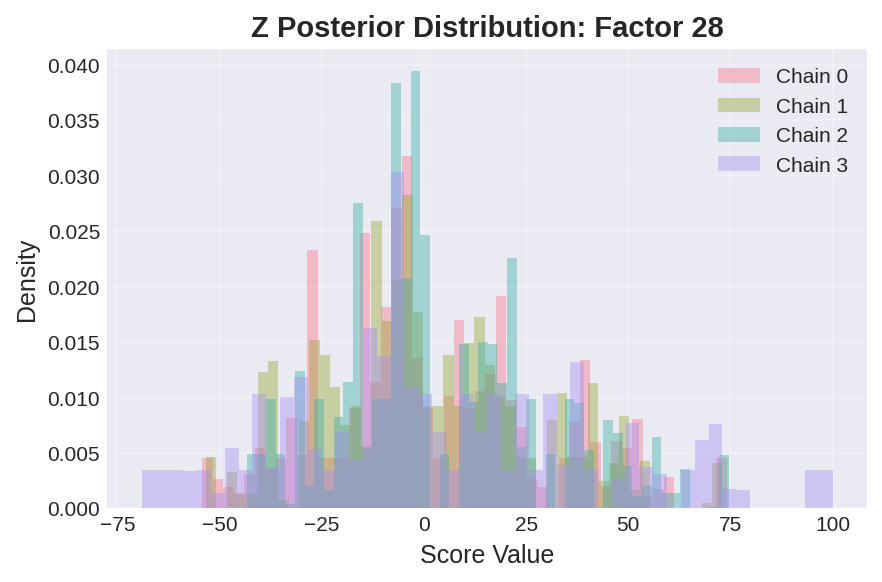 Z Posterior Distribution: Factor 28
Density
0.040
0.035
0.030
0.025
0.020
0.015
0.010
0.005
0.000
Chain 0
Chain 1
Chain 2
Chain 3
−75
−50
−25
0
25
50
75
100
Score Value